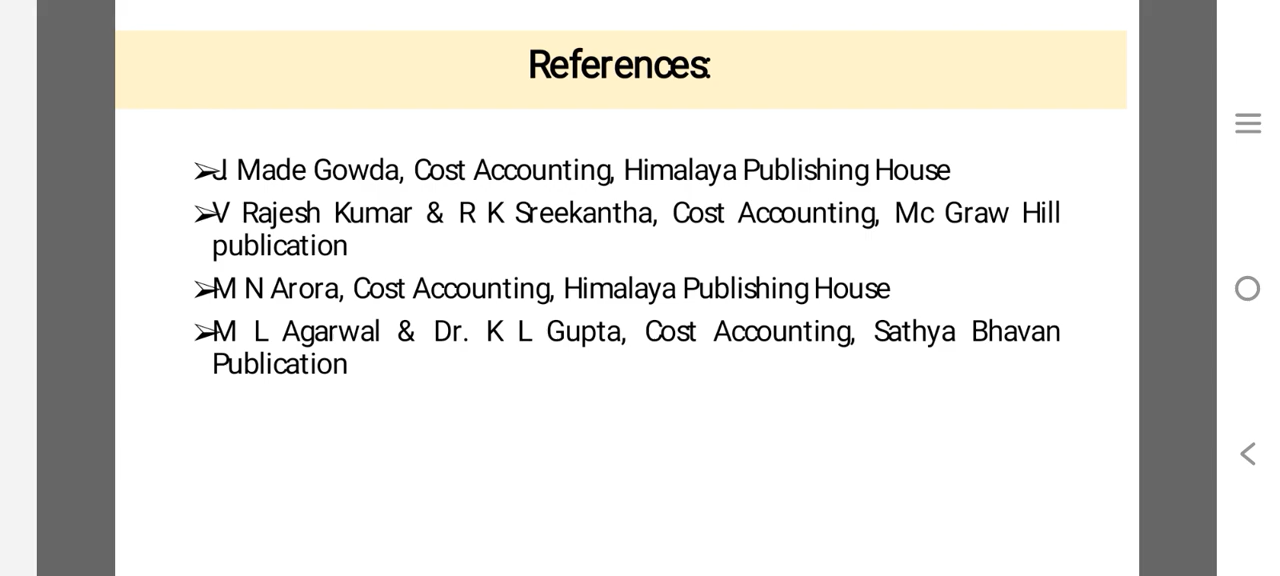 References:
➢J Made Gowda, Cost Accounting, Himalaya Publishing House
➢V Rajesh Kumar & R K Sreekantha, Cost Accounting, Mc Graw Hill
publication
➢M N Arora, Cost Accounting, Himalaya Publishing House
➢M L Agarwal & Dr. K L Gupta, Cost Accounting, Sathya Bhavan
Publication